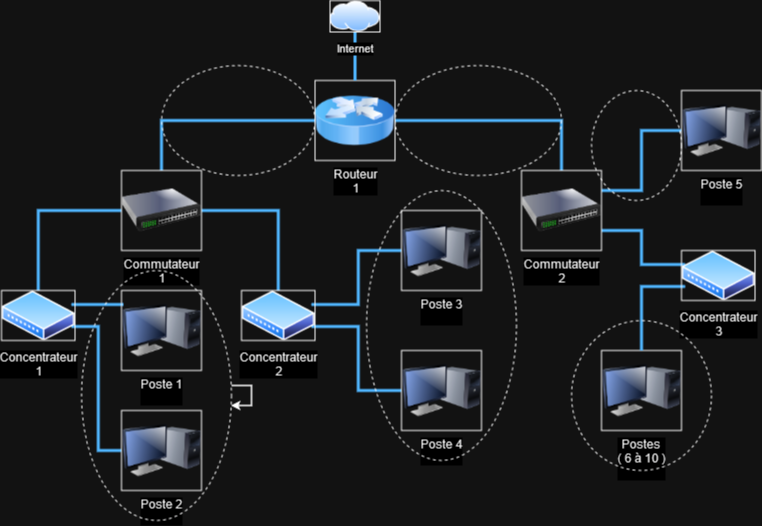 Internet
Routeur
1
Poste 5
Commutateur
1
Commutateur
2
Poste 3
Concentrateur
3
Concentrateur
1
Concentrateur
2
Poste 1
Poste 4
Postes
( 6 à 10 )
Poste 2